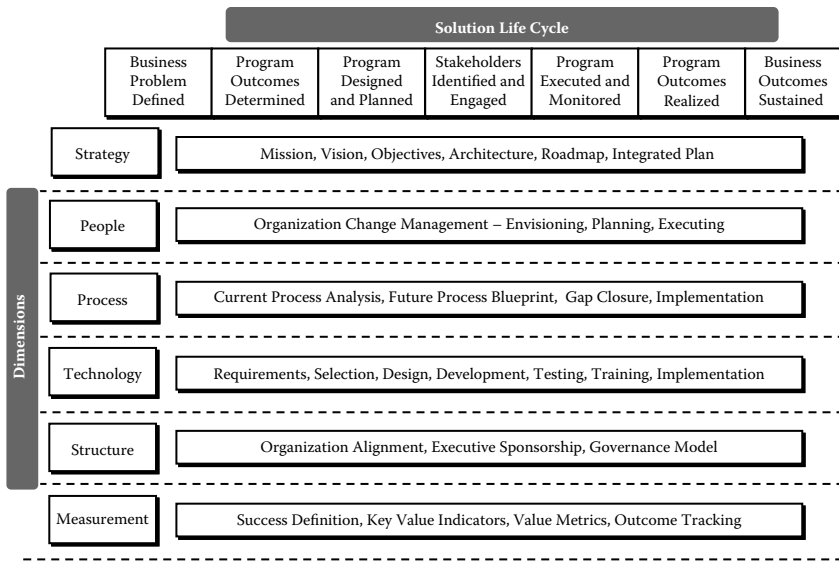 Solution Life Cycle
Business
Problem
Defined
Program
Outcomes
Determined
Program
Designed
and Planned
Stakeholders
Identified and
Engaged
Program
Executed and
Monitored
Program
Outcomes
Realized
Business
Outcomes
Sustained
Dimensions
Strategy
Mission, Vision, Objectives, Architecture, Roadmap, Integrated Plan
People
Organization Change Management – Envisioning, Planning, Executing
Process
Current Process Analysis, Future Process Blueprint, Gap Closure, Implementation
Technology
Requirements, Selection, Design, Development, Testing, Training, Implementation
Structure
Organization Alignment, Executive Sponsorship, Governance Model
Measurement
Success Definition, Key Value Indicators, Value Metrics, Outcome Tracking